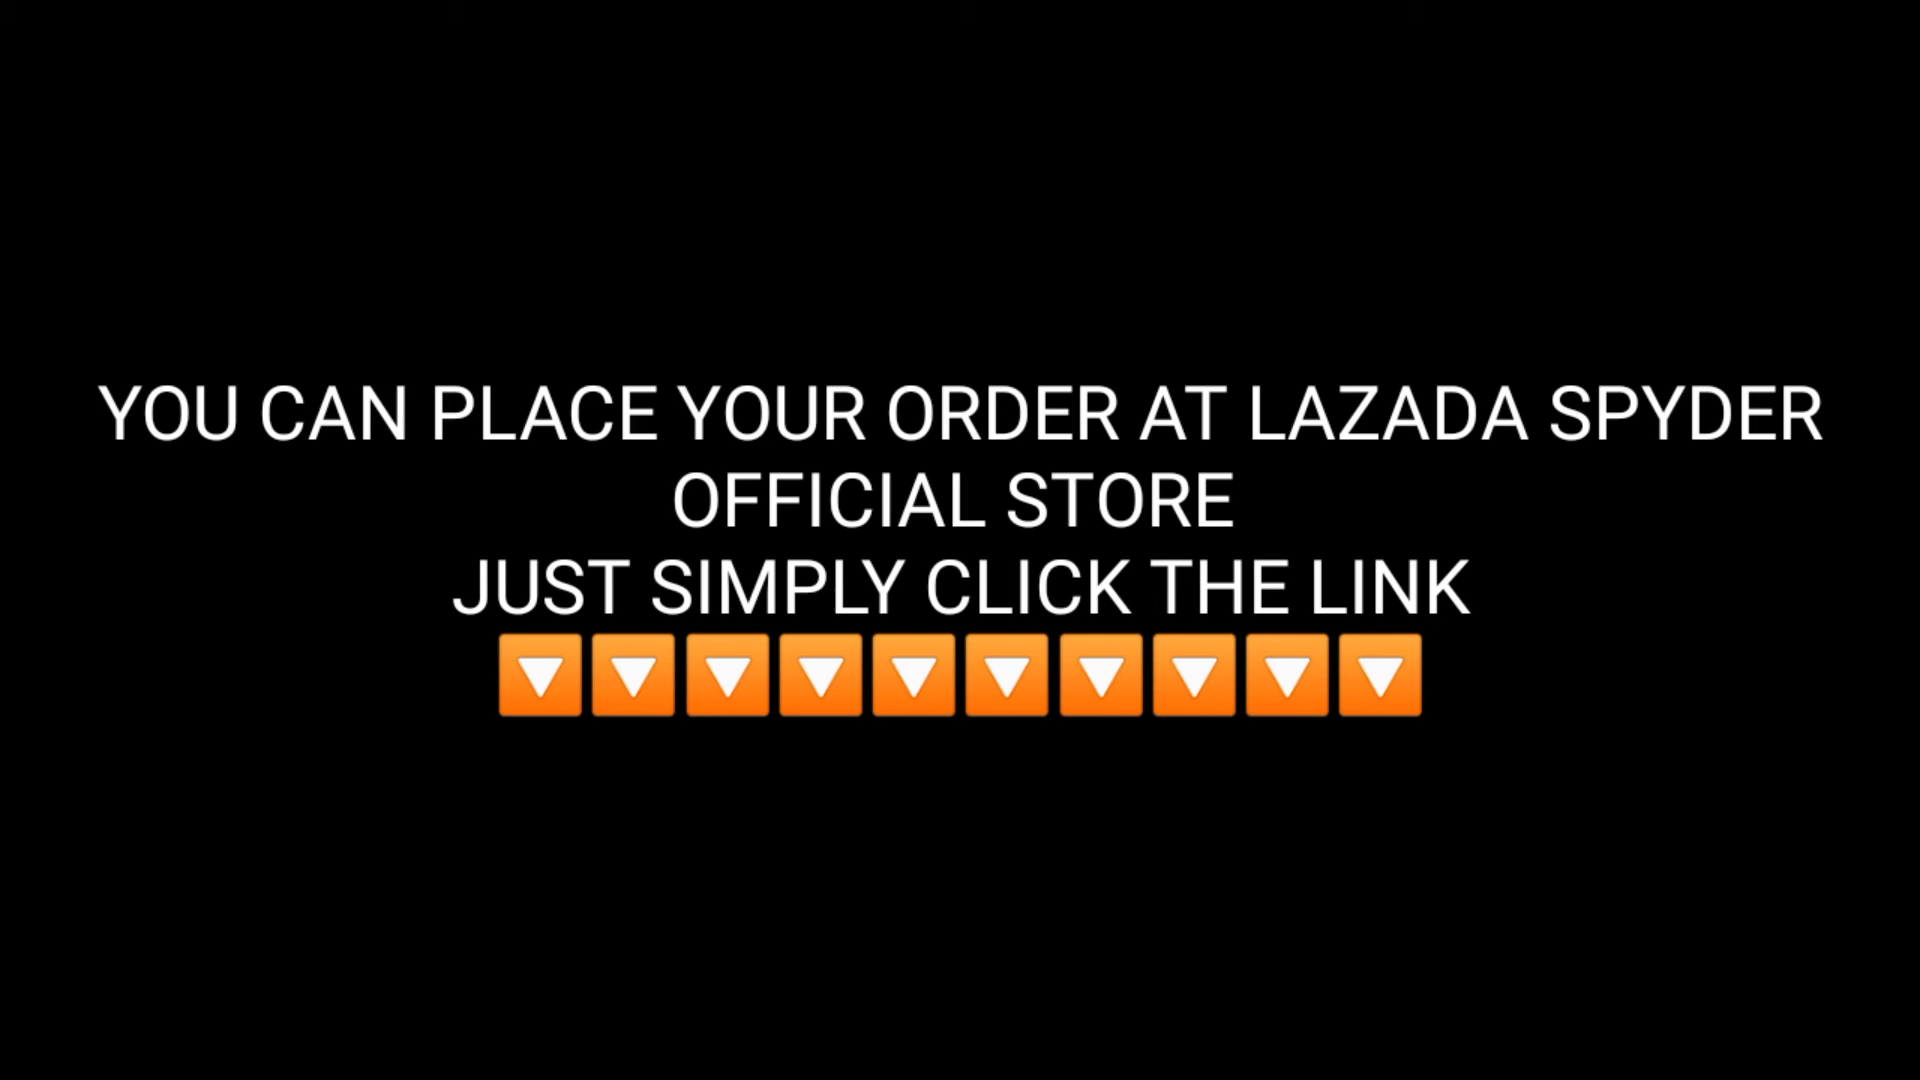 YOU CAN PLACE YOUR ORDER AT LAZADA SPYDER
OFFICIAL STORE
JUST SIMPLY CLICK THE LINK
🔽🔽🔽🔽🔽🔽🔽🔽🔽🔽